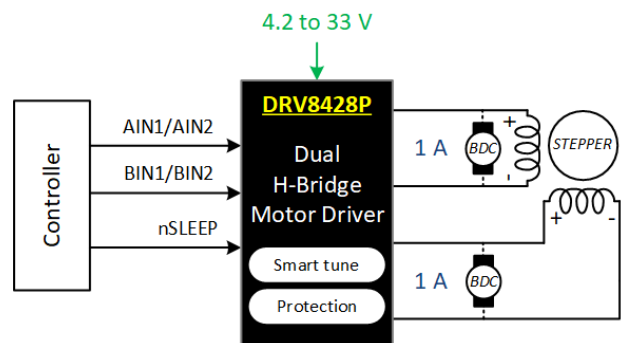 4.2 to 33 V
Controller
AIN1/AIN2
BIN1/BIN2
nSLEEP
DRV8428P
Dual
H-Bridge
Motor Driver
Smart tune
Protection
1 A
BDC
+
-
STEPPER
+ -
1 A
BDC